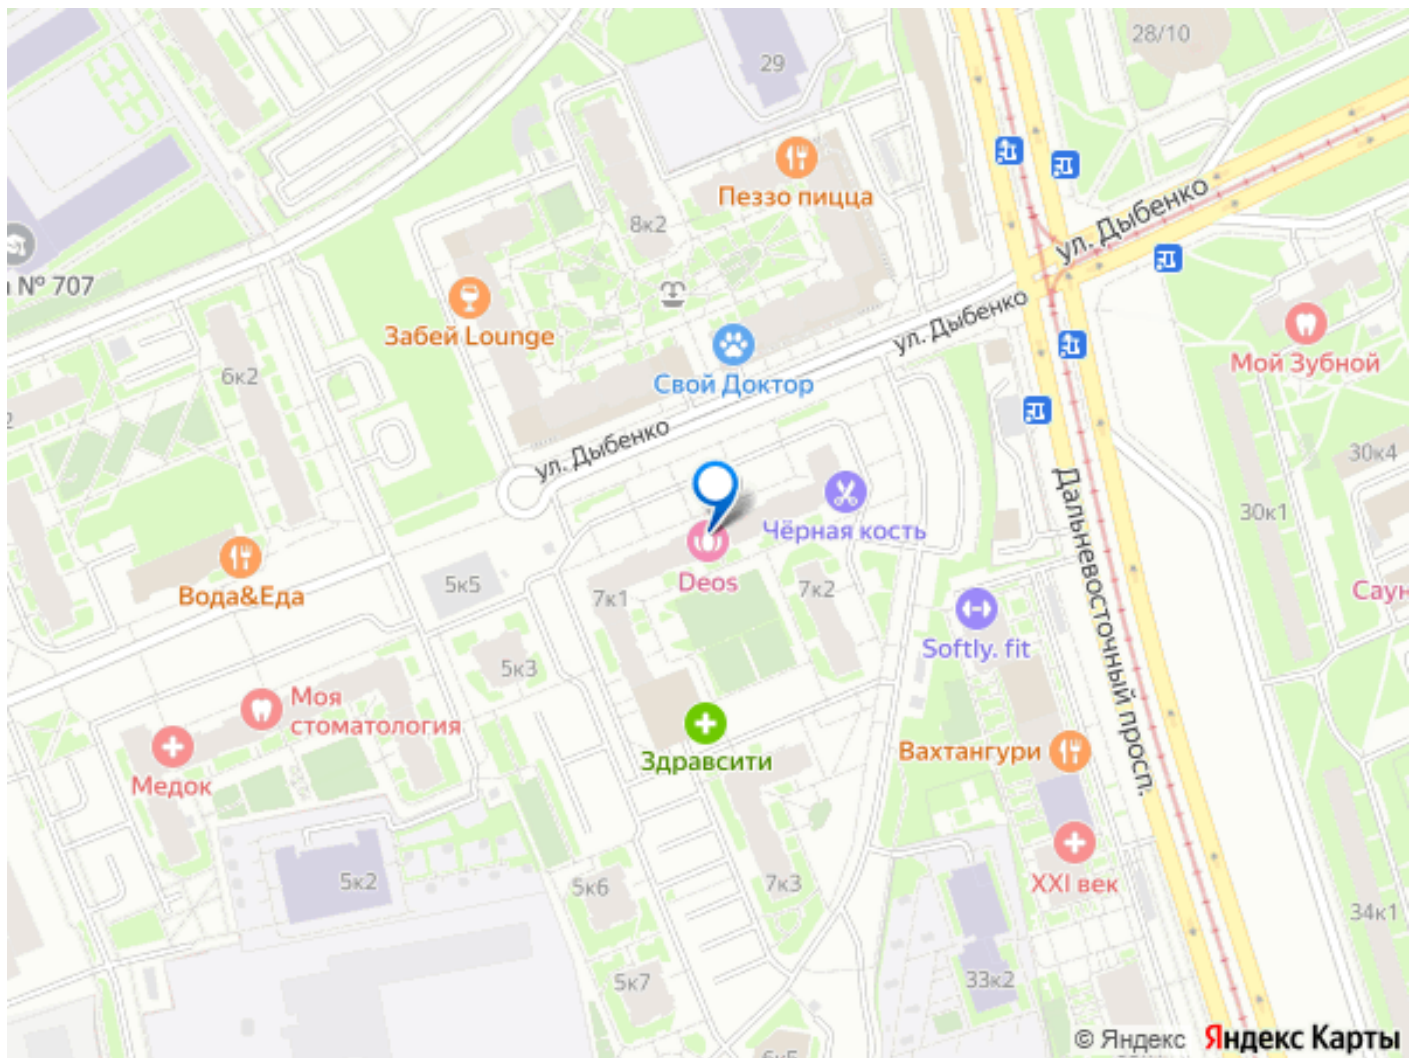 28/10
29
Пеззо пицца
ул. Дыбенко
8к2
№ 707
Забей Lounge
ул. Дыбенко
Мой Зубной
6к2
Свой Доктор
ул. Дыбенко
30к4
Дальневосточный просп.
30к1
Чёрная кость
Deos
Вода&Еда
5к5
7к1
7к2
Саун
Softly. fit
5к3
Моя
стоматология
Вахтангури
Здравсити
Медок
5к2
5к6
7к3
XXI век
34к1
5к7
33к2
© Яндекс Яндекс Карты